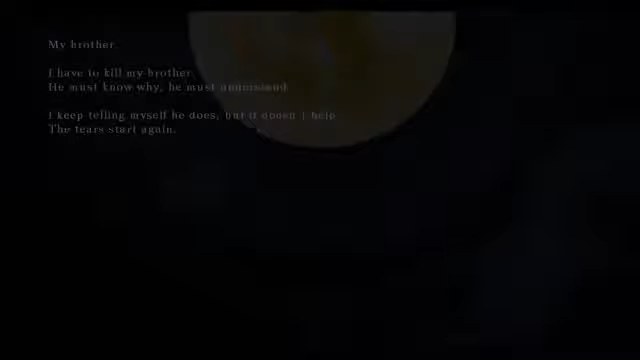 My brother.
I have to kill my brother.
He must know why, he must understand.
I keep telling myself he does, but it doesn't help.
The tears start again.